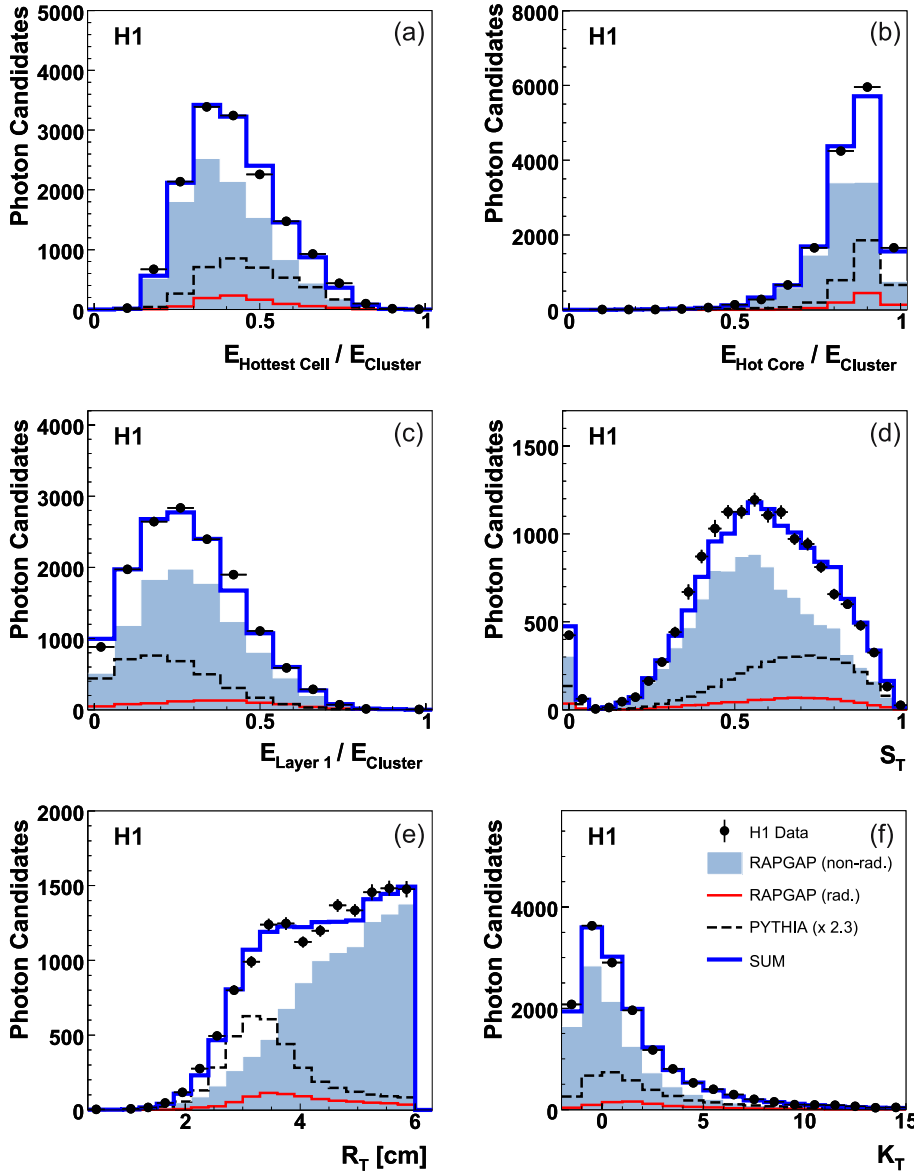 H1
(a)
Photon Candidates
5000
4000
3000
2000
1000
0
0
0.5
1
E_Hottest Cell / E_Cluster
H1
(b)
Photon Candidates
8000
6000
4000
2000
0
0
0.5
1
E_Hot Core / E_Cluster
H1
(c)
Photon Candidates
4000
3000
2000
1000
0
0
0.5
1
E_Layer 1 / E_Cluster
H1
(d)
Photon Candidates
1500
1000
500
0
0
0.5
1
S_T
H1
(e)
Photon Candidates
2000
1500
1000
500
0
2
4
6
R_T [cm]
H1
(f)
Photon Candidates
6000
4000
2000
0
0
5
10
15
K_T
H1 Data
RAPGAP (non-rad.)
RAPGAP (rad.)
PYTHIA (x 2.3)
SUM